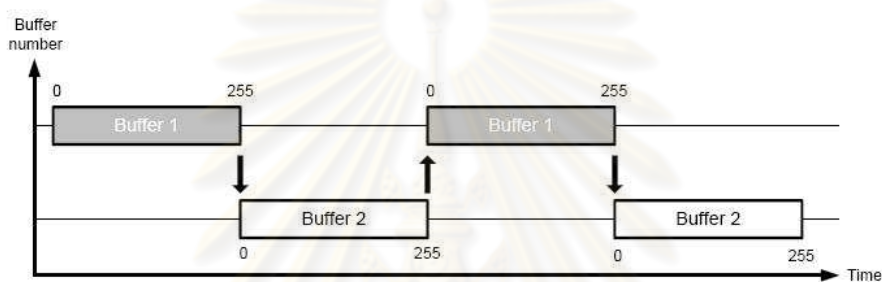 Buffer
number
0 255 0 255
Buffer 1 Buffer 1
Buffer 2 Buffer 2
0 255 0 255
Time